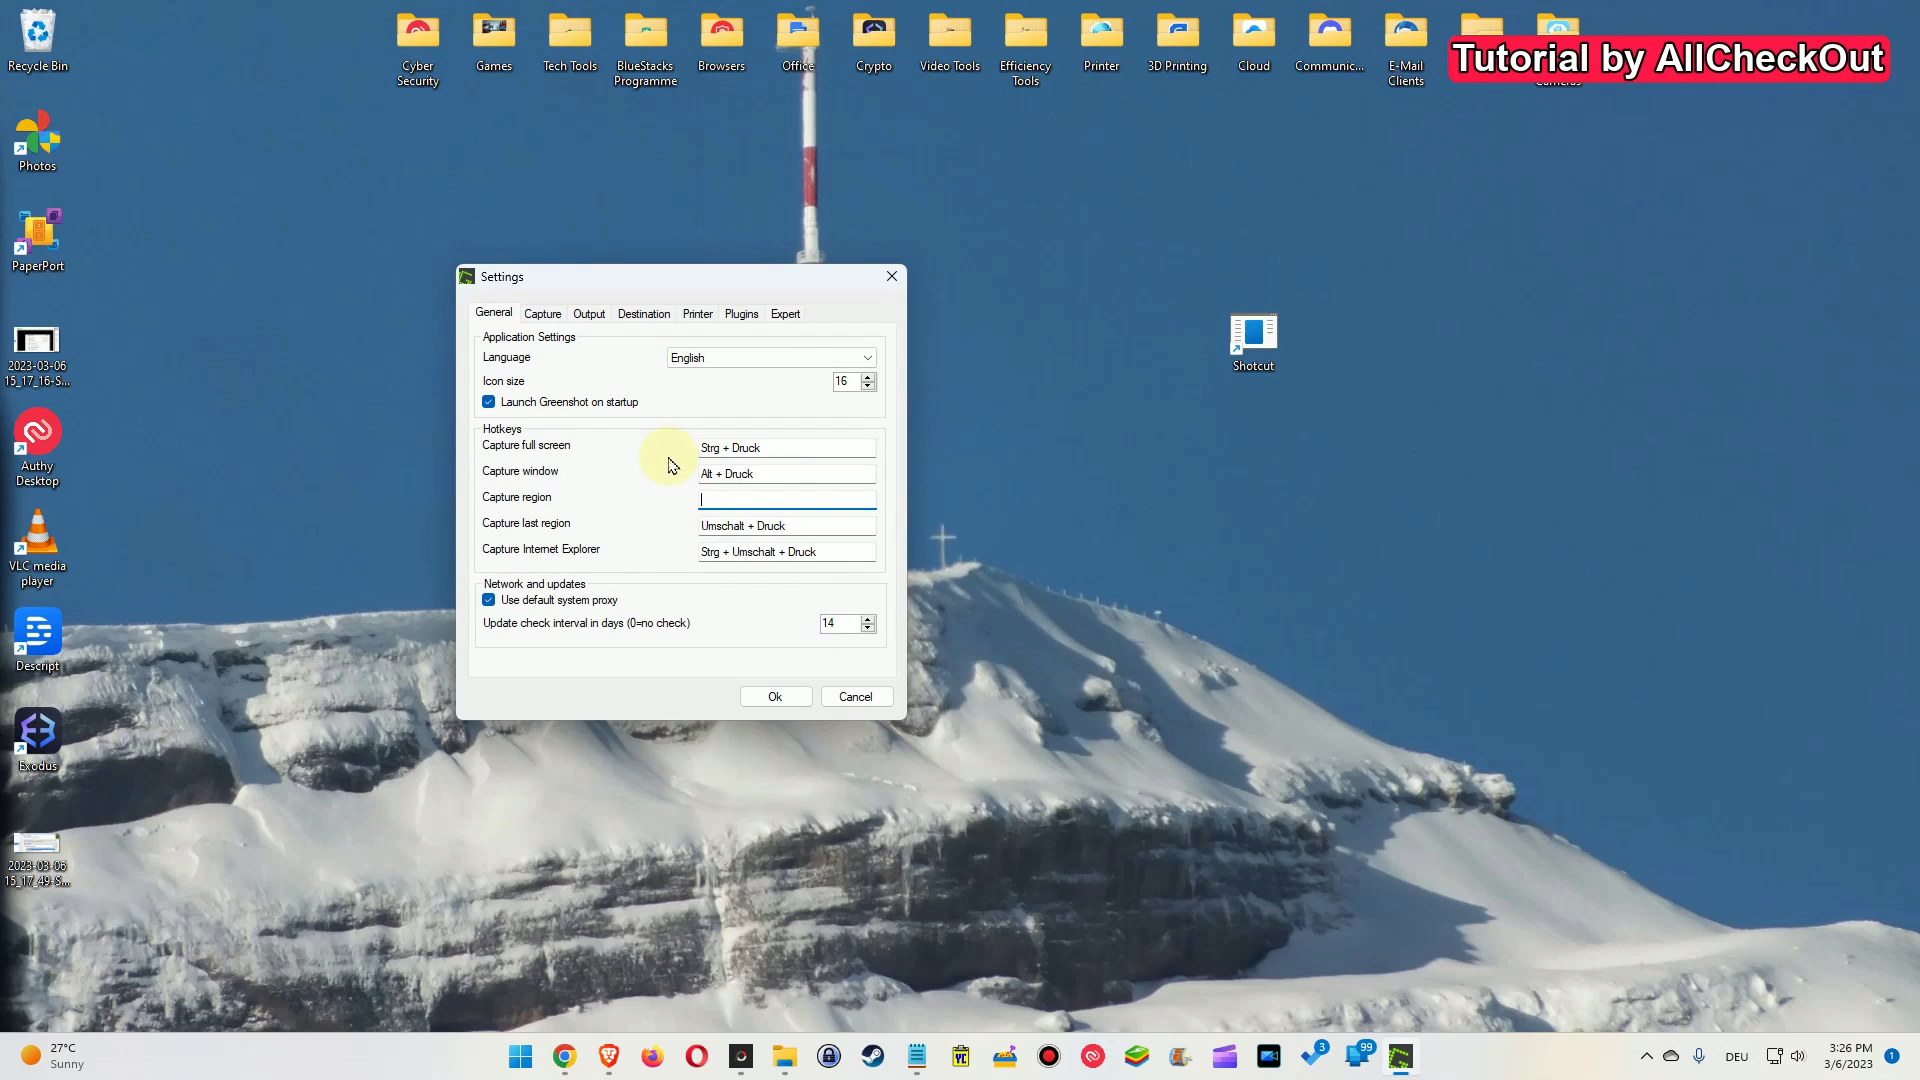 Recycle Bin
Cyber
Security
Games
Tech Tools
BlueStacks
Programme
Browsers
Office
Crypto
Video Tools
Efficiency
Tools
Printer
3D Printing
Cloud
Communic...
E-Mail
Clients
Tutorial by AllCheckOut
Cameras
Photos
PaperPort
2023-03-06
15_17_16-S...
Authy
Desktop
VLC media
player
Descript
Exodus
2023-03-06
15_17_49-S...
Shotcut
Settings
General
Capture
Output
Destination
Printer
Plugins
Expert
Application Settings
Language
English
Icon size
16
Launch Greenshot on startup
Hotkeys
Capture full screen
Strg + Druck
Capture window
Alt + Druck
Capture region
Capture last region
Umschalt + Druck
Capture Internet Explorer
Strg + Umschalt + Druck
Network and updates
Use default system proxy
Update check interval in days (0=no check)
14
Ok
Cancel
27°C
Sunny
YC
3
99
DEU
3:26 PM
3/6/2023
1